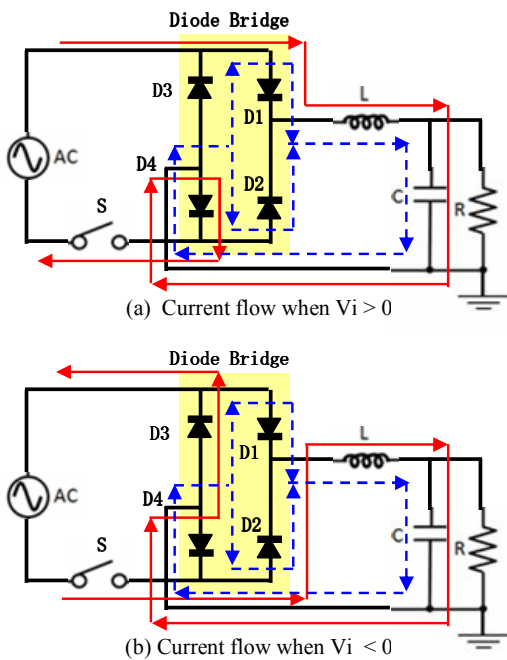 Diode Bridge
D3
D1
L
AC
D4
D2
S
C
R
(a) Current flow when Vi > 0
Diode Bridge
D3
D1
L
AC
D4
D2
S
C
R
(b) Current flow when Vi < 0